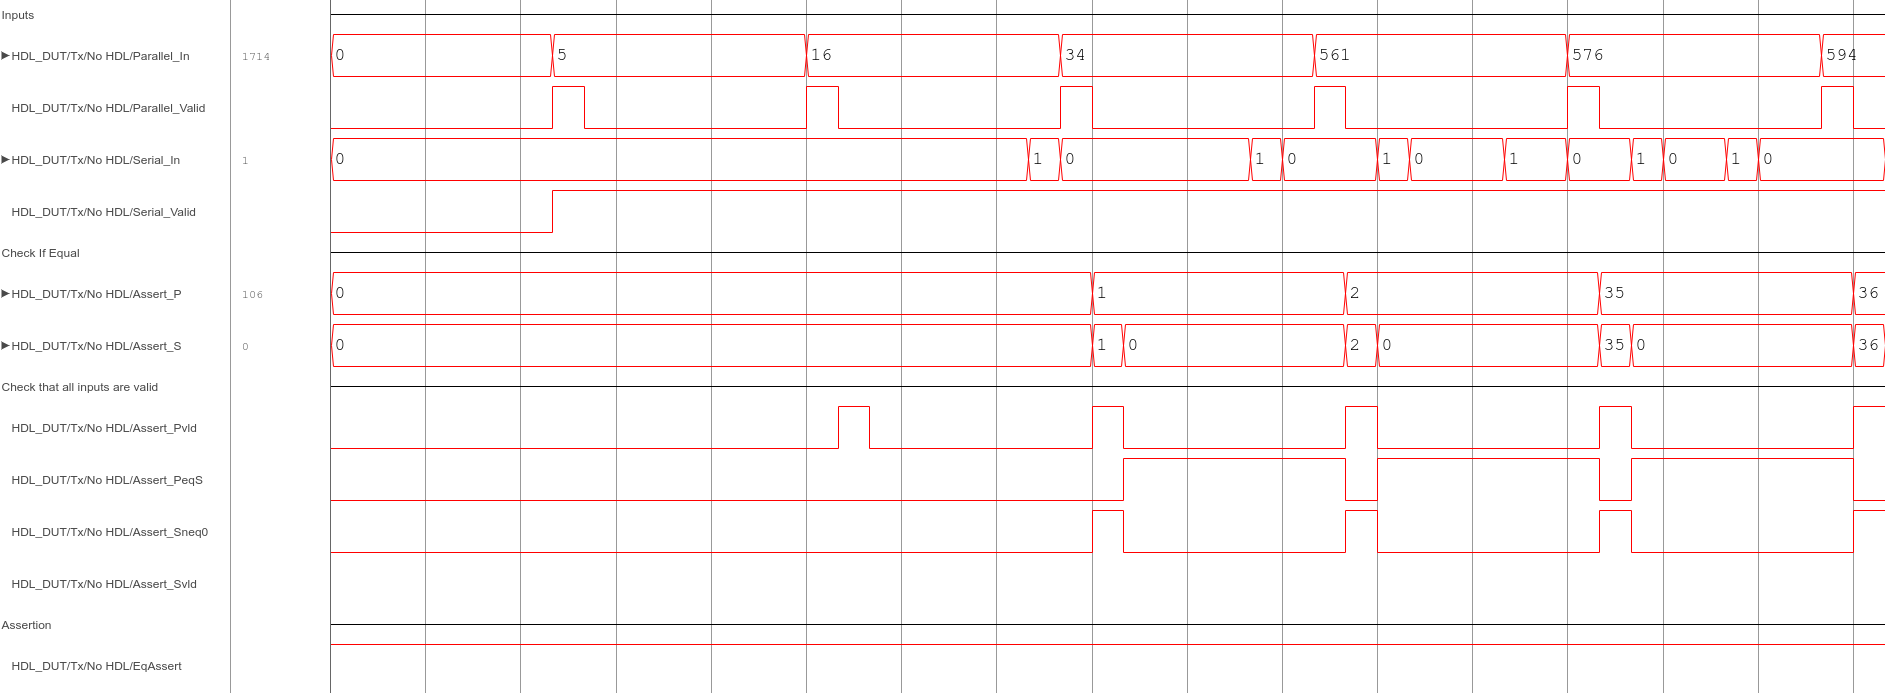 Inputs
▶HDL_DUT/Tx/No HDL/Parallel_In 1714 0 5 16 34 561 576 594
HDL_DUT/Tx/No HDL/Parallel_Valid
▶HDL_DUT/Tx/No HDL/Serial_In 1 0 1 0 1 0 1 0 1 0 1 0 1 0
HDL_DUT/Tx/No HDL/Serial_Valid
Check If Equal
▶HDL_DUT/Tx/No HDL/Assert_P 106 0 1 2 35 36
▶HDL_DUT/Tx/No HDL/Assert_S 0 0 1 0 2 0 35 0 36
Check that all inputs are valid
HDL_DUT/Tx/No HDL/Assert_Pvld
HDL_DUT/Tx/No HDL/Assert_PeqS
HDL_DUT/Tx/No HDL/Assert_Sneq0
HDL_DUT/Tx/No HDL/Assert_Svld
Assertion
HDL_DUT/Tx/No HDL/EqAssert